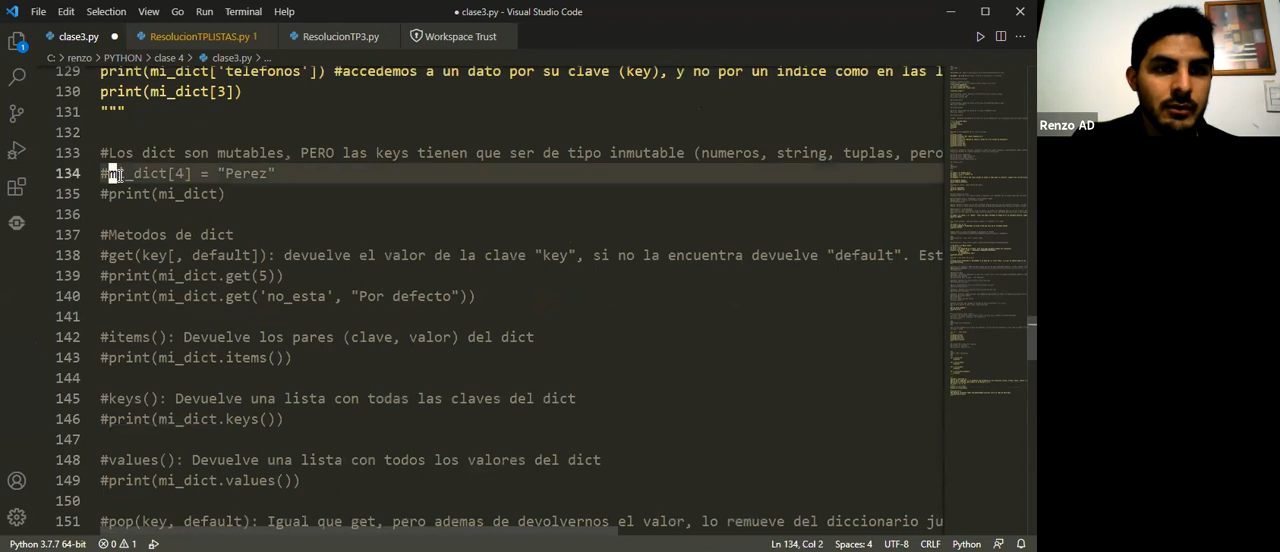 File Edit Selection View Go Run Terminal Help
● clase3.py - Visual Studio Code
clase3.py ● ResolucionTPLISTAS.py 1 ResolucionTP3.py Workspace Trust
C: > renzo > PYTHON > clase 4 > clase3.py > ...
129 print(mi_dict['telefonos']) #accedemos a un dato por su clave (key), y no por un indice como en las l
130 print(mi_dict[3])
131 """
132
133 #Los dict son mutables, PERO las keys tienen que ser de tipo inmutable (numeros, string, tuplas, pero
134 #mi_dict[4] = "Perez"
135 #print(mi_dict)
136
137 #Metodos de dict
138 #get(key[, default]): Devuelve el valor de la clave "key", si no la encuentra devuelve "default". Est
139 #print(mi_dict.get(5))
140 #print(mi_dict.get('no_esta', "Por defecto"))
141
142 #items(): Devuelve los pares (clave, valor) del dict
143 #print(mi_dict.items())
144
145 #keys(): Devuelve una lista con todas las claves del dict
146 #print(mi_dict.keys())
147
148 #values(): Devuelve una lista con todos los valores del dict
149 #print(mi_dict.values())
150
151 #pop(key, default): Igual que get, pero ademas de devolvernos el valor, lo remueve del diccionario ju
1
Python 3.7.7 64-bit 0 1 Ln 134, Col 2 Spaces: 4 UTF-8 CRLF Python
Renzo AD